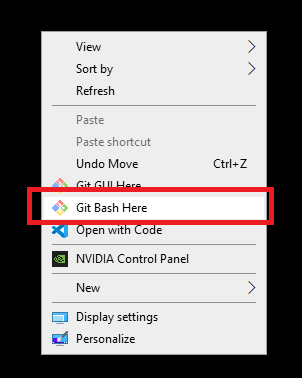 View
Sort by
Refresh
Paste
Paste shortcut
Undo Move Ctrl+Z
Git GUI Here
Git Bash Here
Open with Code
NVIDIA Control Panel
New
Display settings
Personalize